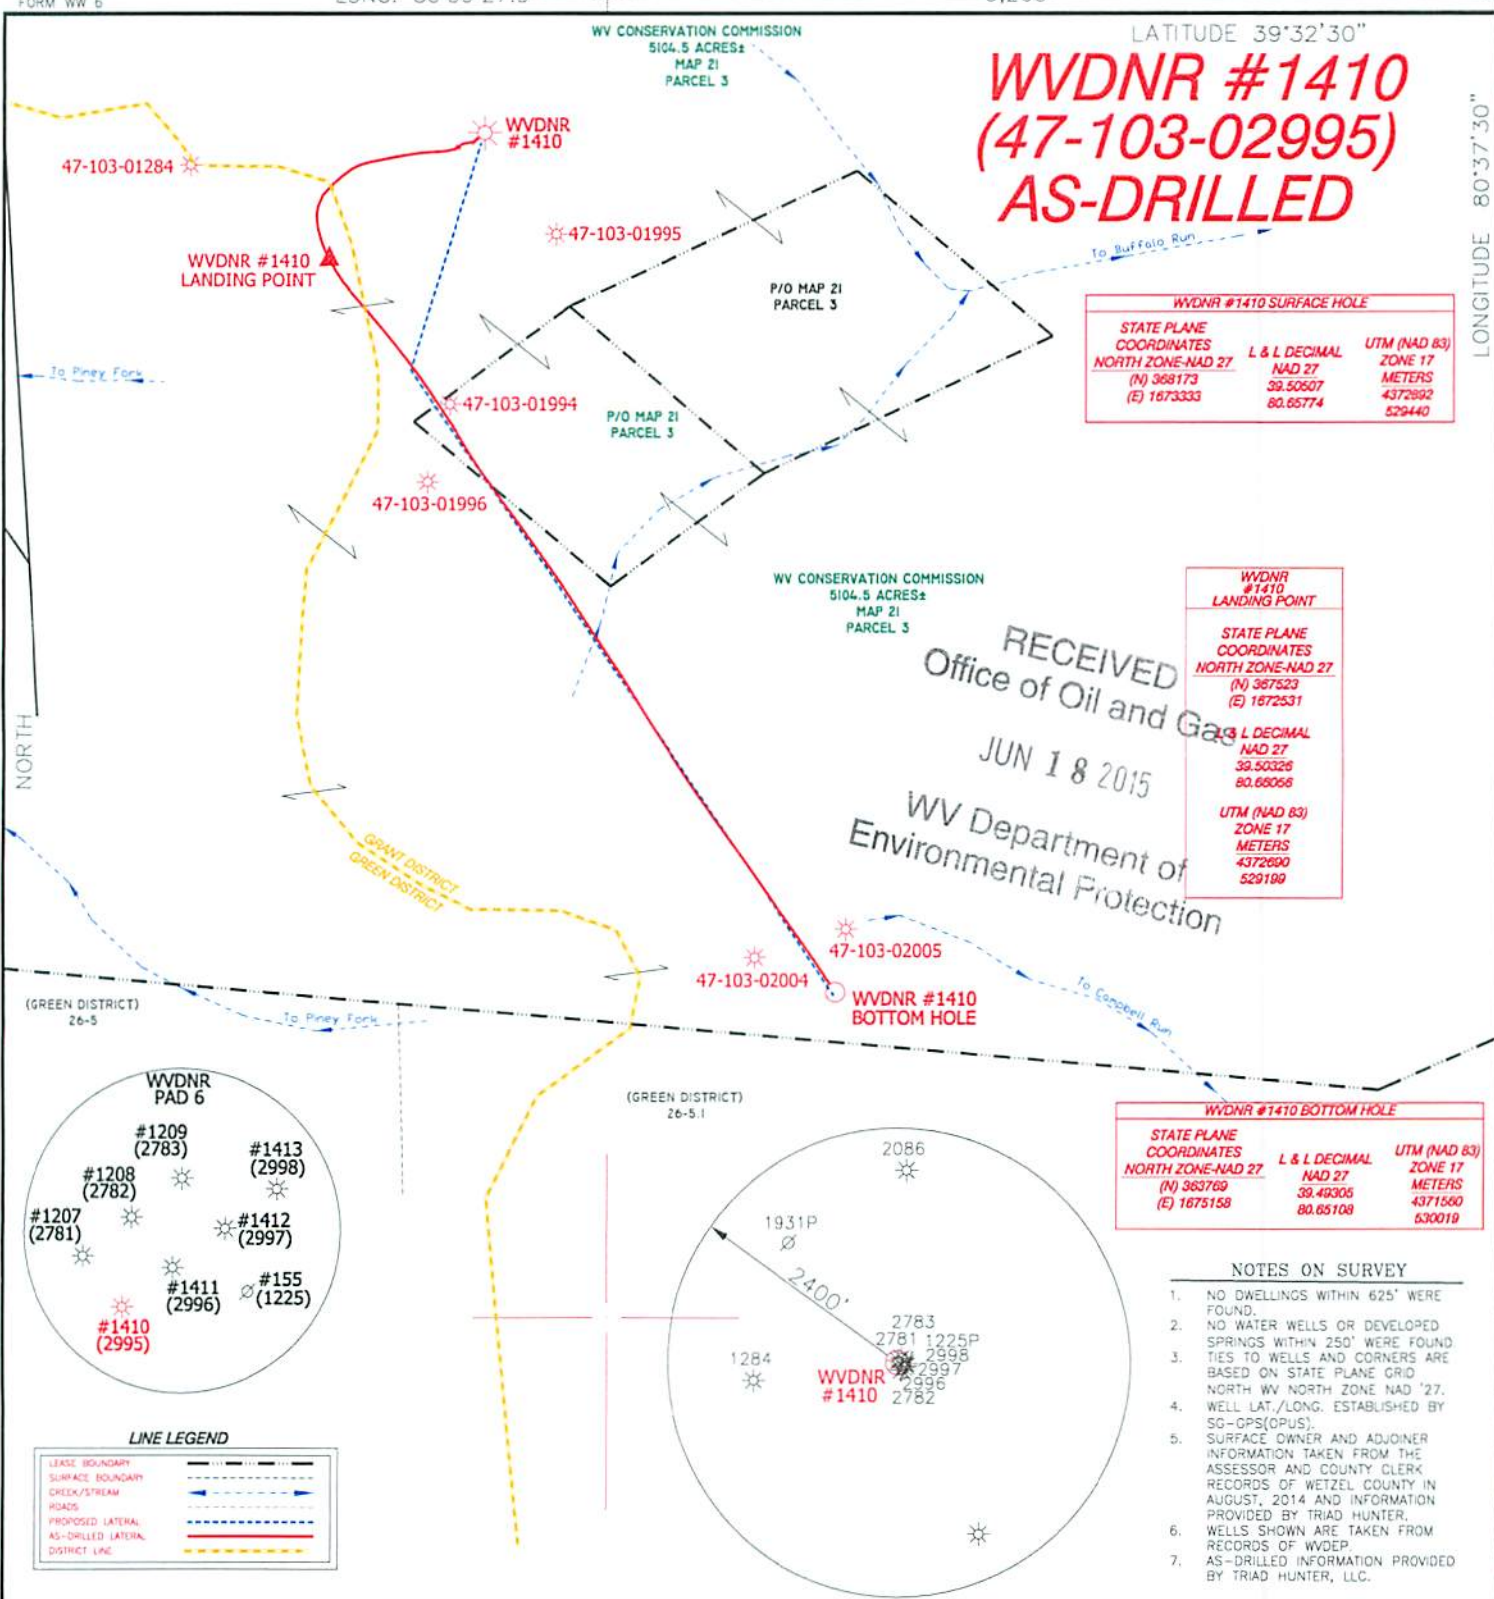 FORM WW 6
WV CONSERVATION COMMISSION
5104.5 ACRES±
MAP 21
PARCEL 3
LATITUDE 39°32'30"
LONGITUDE 80°37'30"
WVDNR #1410
(47-103-02995)
AS-DRILLED
WVDNR
#1410
47-103-01284
47-103-01995
WVDNR #1410
LANDING POINT
To Buffalo Run
P/O MAP 21
PARCEL 3
WVDNR #1410 SURFACE HOLE
STATE PLANE
COORDINATES
NORTH ZONE-NAD 27
(N) 368173
(E) 1673333
L & L DECIMAL
NAD 27
39.50507
80.65774
UTM (NAD 83)
ZONE 17
METERS
4372892
529440
To Piney Fork
47-103-01994
P/O MAP 21
PARCEL 3
47-103-01996
WV CONSERVATION COMMISSION
5104.5 ACRES±
MAP 21
PARCEL 3
WVDNR
#1410
LANDING POINT
STATE PLANE
COORDINATES
NORTH ZONE-NAD 27
(N) 367523
(E) 1672531
L & L DECIMAL
NAD 27
39.50326
80.66056
UTM (NAD 83)
ZONE 17
METERS
4372690
529199
RECEIVED
Office of Oil and Gas
JUN 18 2015
WV Department of
Environmental Protection
NORTH
GRANT DISTRICT
GREEN DISTRICT
47-103-02005
47-103-02004
WVDNR #1410
BOTTOM HOLE
To Campbell Run
(GREEN DISTRICT)
26-5
To Piney Fork
(GREEN DISTRICT)
26-5.1
WVDNR
PAD 6
#1209
(2783)
#1413
(2998)
#1208
(2782)
#1207
(2781)
#1412
(2997)
#1411
(2996)
#155
(1225)
#1410
(2995)
2086
1931P
2400'
2783
2781 1225P
2998
2997
2996
2782
1284
WVDNR
#1410
WVDNR #1410 BOTTOM HOLE
STATE PLANE
COORDINATES
NORTH ZONE-NAD 27
(N) 363769
(E) 1675158
L & L DECIMAL
NAD 27
39.49305
80.65108
UTM (NAD 83)
ZONE 17
METERS
4371560
530019
NOTES ON SURVEY
1. NO DWELLINGS WITHIN 625' WERE
FOUND.
2. NO WATER WELLS OR DEVELOPED
SPRINGS WITHIN 250' WERE FOUND
3. TIES TO WELLS AND CORNERS ARE
BASED ON STATE PLANE GRID
NORTH WV NORTH ZONE NAD '27.
4. WELL LAT./LONG. ESTABLISHED BY
SG-GPS(OPUS).
5. SURFACE OWNER AND ADJOINER
INFORMATION TAKEN FROM THE
ASSESSOR AND COUNTY CLERK
RECORDS OF WETZEL COUNTY IN
AUGUST, 2014 AND INFORMATION
PROVIDED BY TRIAD HUNTER.
6. WELLS SHOWN ARE TAKEN FROM
RECORDS OF WVDEP.
7. AS-DRILLED INFORMATION PROVIDED
BY TRIAD HUNTER, LLC.
LINE LEGEND
LEASE BOUNDARY
SURFACE BOUNDARY
CREEK/STREAM
ROADS
PROPOSED LATERAL
AS-DRILLED LATERAL
DISTRICT LINE